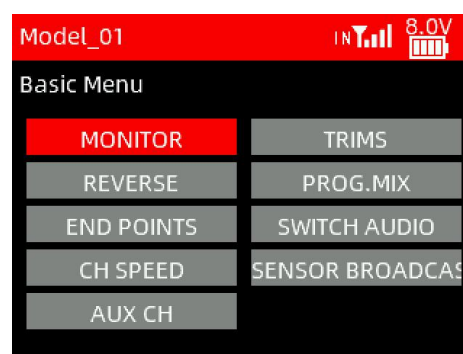 Model_01 IN 8.0V
Basic Menu
MONITOR TRIMS
REVERSE PROG.MIX
END POINTS SWITCH AUDIO
CH SPEED SENSOR BROADCAS
AUX CH